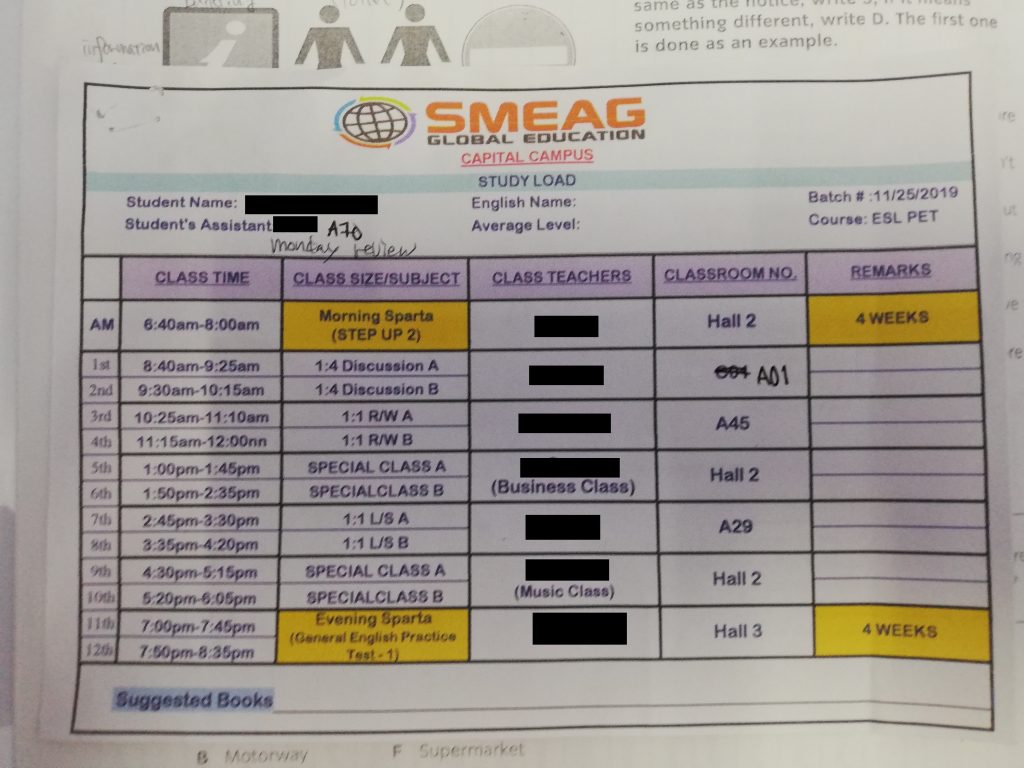 same as the notice, write S, if it means
something different, write D. The first one
is done as an example.
information
SMEAG
GLOBAL EDUCATION
CAPITAL CAMPUS
STUDY LOAD
Student Name:
English Name:
Batch # :11/25/2019
Student's Assistant
A70
Average Level:
Course: ESL PET
monday review
CLASS TIME CLASS SIZE/SUBJECT CLASS TEACHERS CLASSROOM NO. REMARKS
AM 6:40am-8:00am Morning Sparta (STEP UP 2) Hall 2 4 WEEKS
1st 8:40am-9:25am 1:4 Discussion A
A01
2nd 9:30am-10:15am 1:4 Discussion B
3rd 10:25am-11:10am 1:1 R/W A
A45
4th 11:15am-12:00nn 1:1 R/W B
5th 1:00pm-1:45pm SPECIAL CLASS A
Hall 2
6th 1:50pm-2:35pm SPECIALCLASS B (Business Class)
7th 2:45pm-3:30pm 1:1 L/S A
A29
8th 3:35pm-4:20pm 1:1 L/S B
9th 4:30pm-5:15pm SPECIAL CLASS A
Hall 2
10th 5:20pm-6:05pm SPECIALCLASS B (Music Class)
11th 7:00pm-7:45pm Evening Sparta
Hall 3 4 WEEKS
(General English Practice
12th 7:50pm-8:35pm Test - 1)
Suggested Books
B Motorway F Supermarket